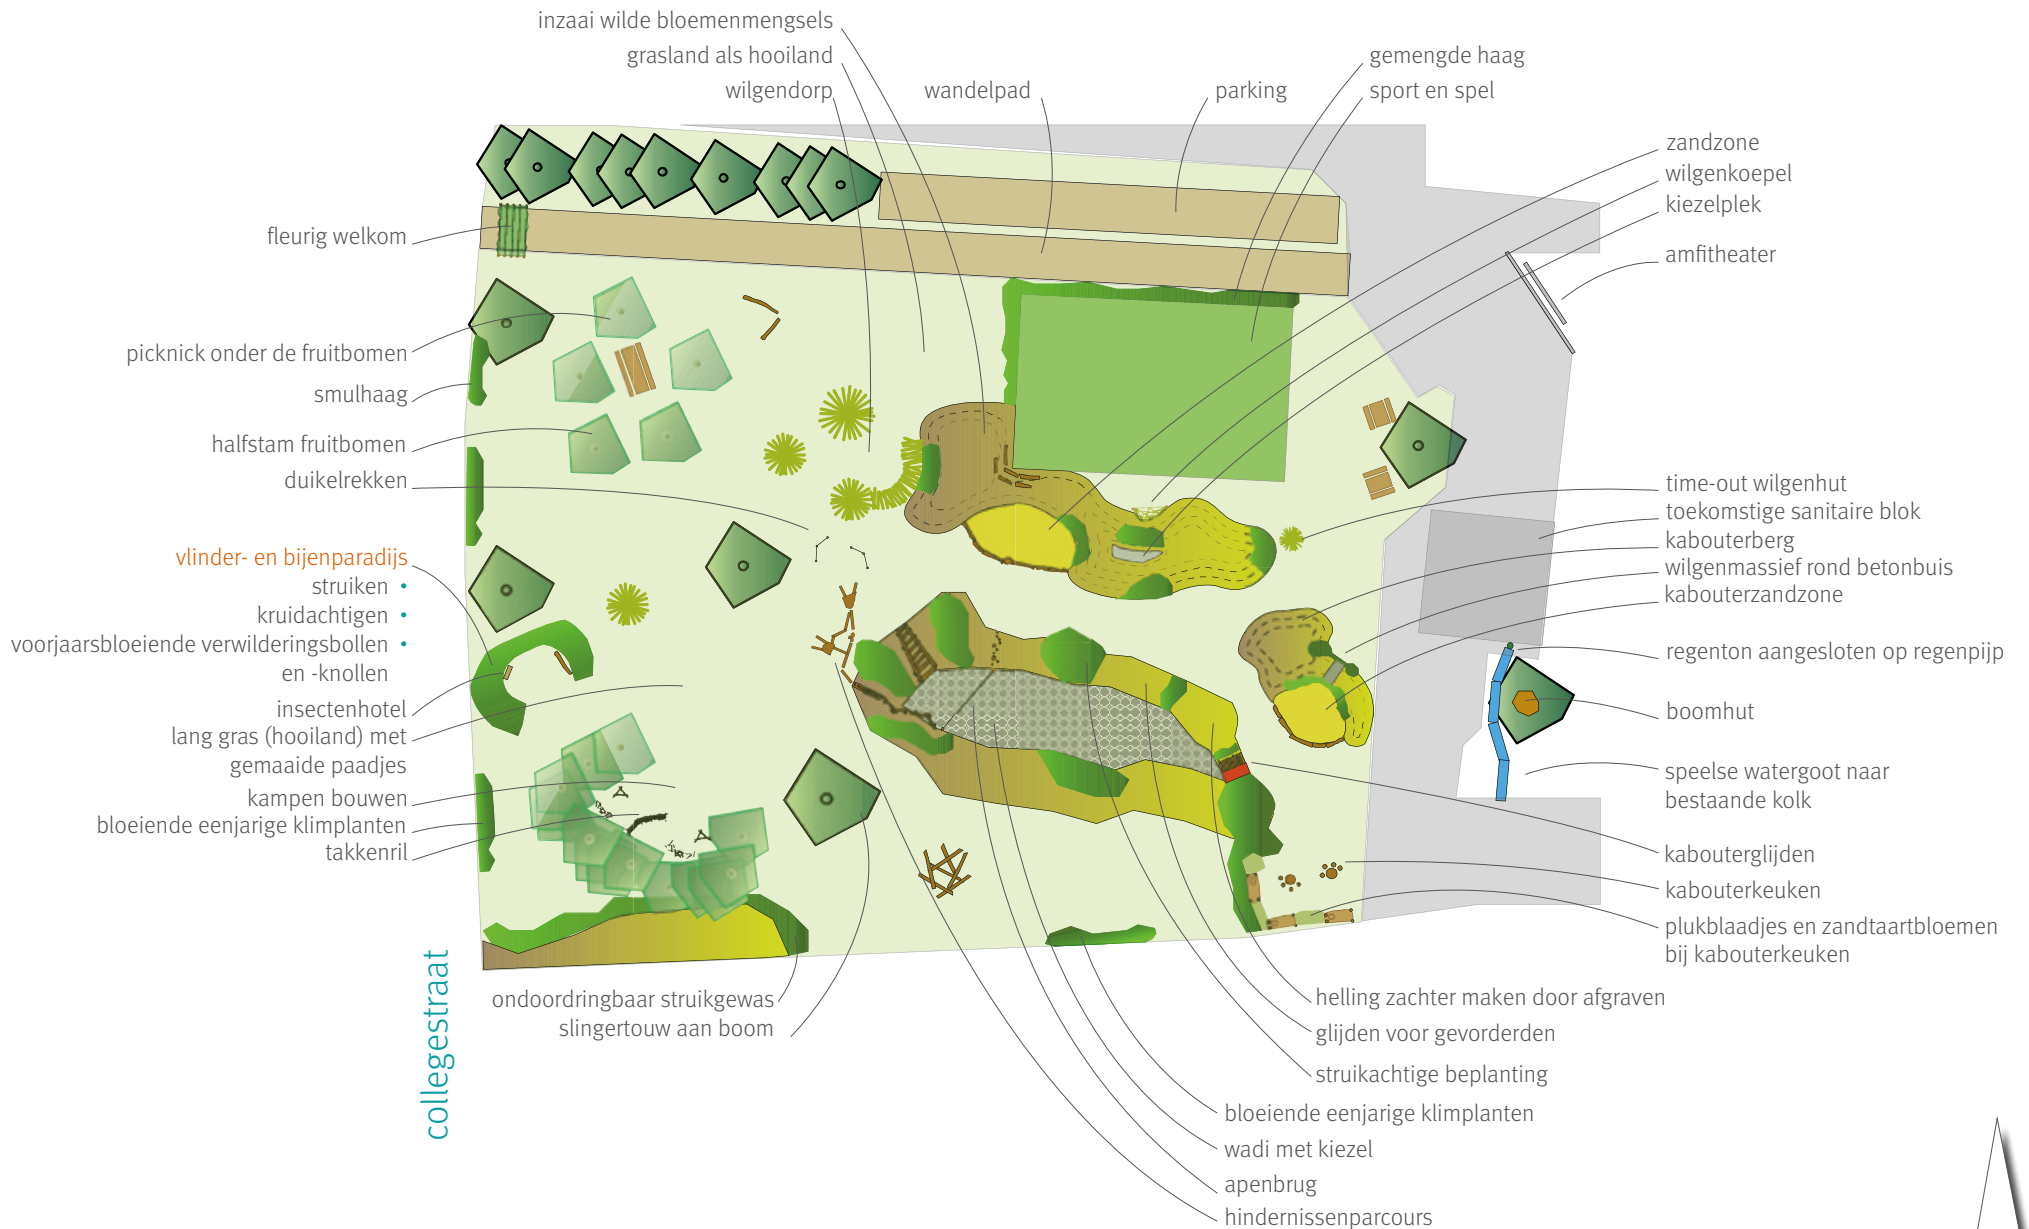 inzaai wilde bloemenmengsels
grasland als hooiland
wilgendorp
wandelpad
parking
gemengde haag
sport en spel
zandzone
wilgenkoepel
kiezelplek
amfitheater
fleurig welkom
picknick onder de fruitbomen
smulhaag
halfstam fruitbomen
duikelrekken
vlinder- en bijenparadijs
struiken •
kruidachtigen •
voorjaarsbloeiende verwilderingsbollen •
en -knollen
insectenhotel
lang gras (hooiland) met
gemaaide paadjes
kampen bouwen
bloeiende eenjarige klimplanten
takkenril
time-out wilgenhut
toekomstige sanitaire blok
kabouterberg
wilgenmassief rond betonbuis
kabouterzandzone
regenton aangesloten op regenpijp
boomhut
speelse watergoot naar
bestaande kolk
kabouterglijden
kabouterkeuken
plukblaadjes en zandtaartbloemen
bij kabouterkeuken
collegestraat
ondoordringbaar struikgewas
slingertouw aan boom
helling zachter maken door afgraven
glijden voor gevorderden
struikachtige beplanting
bloeiende eenjarige klimplanten
wadi met kiezel
apenbrug
hindernissenparcours